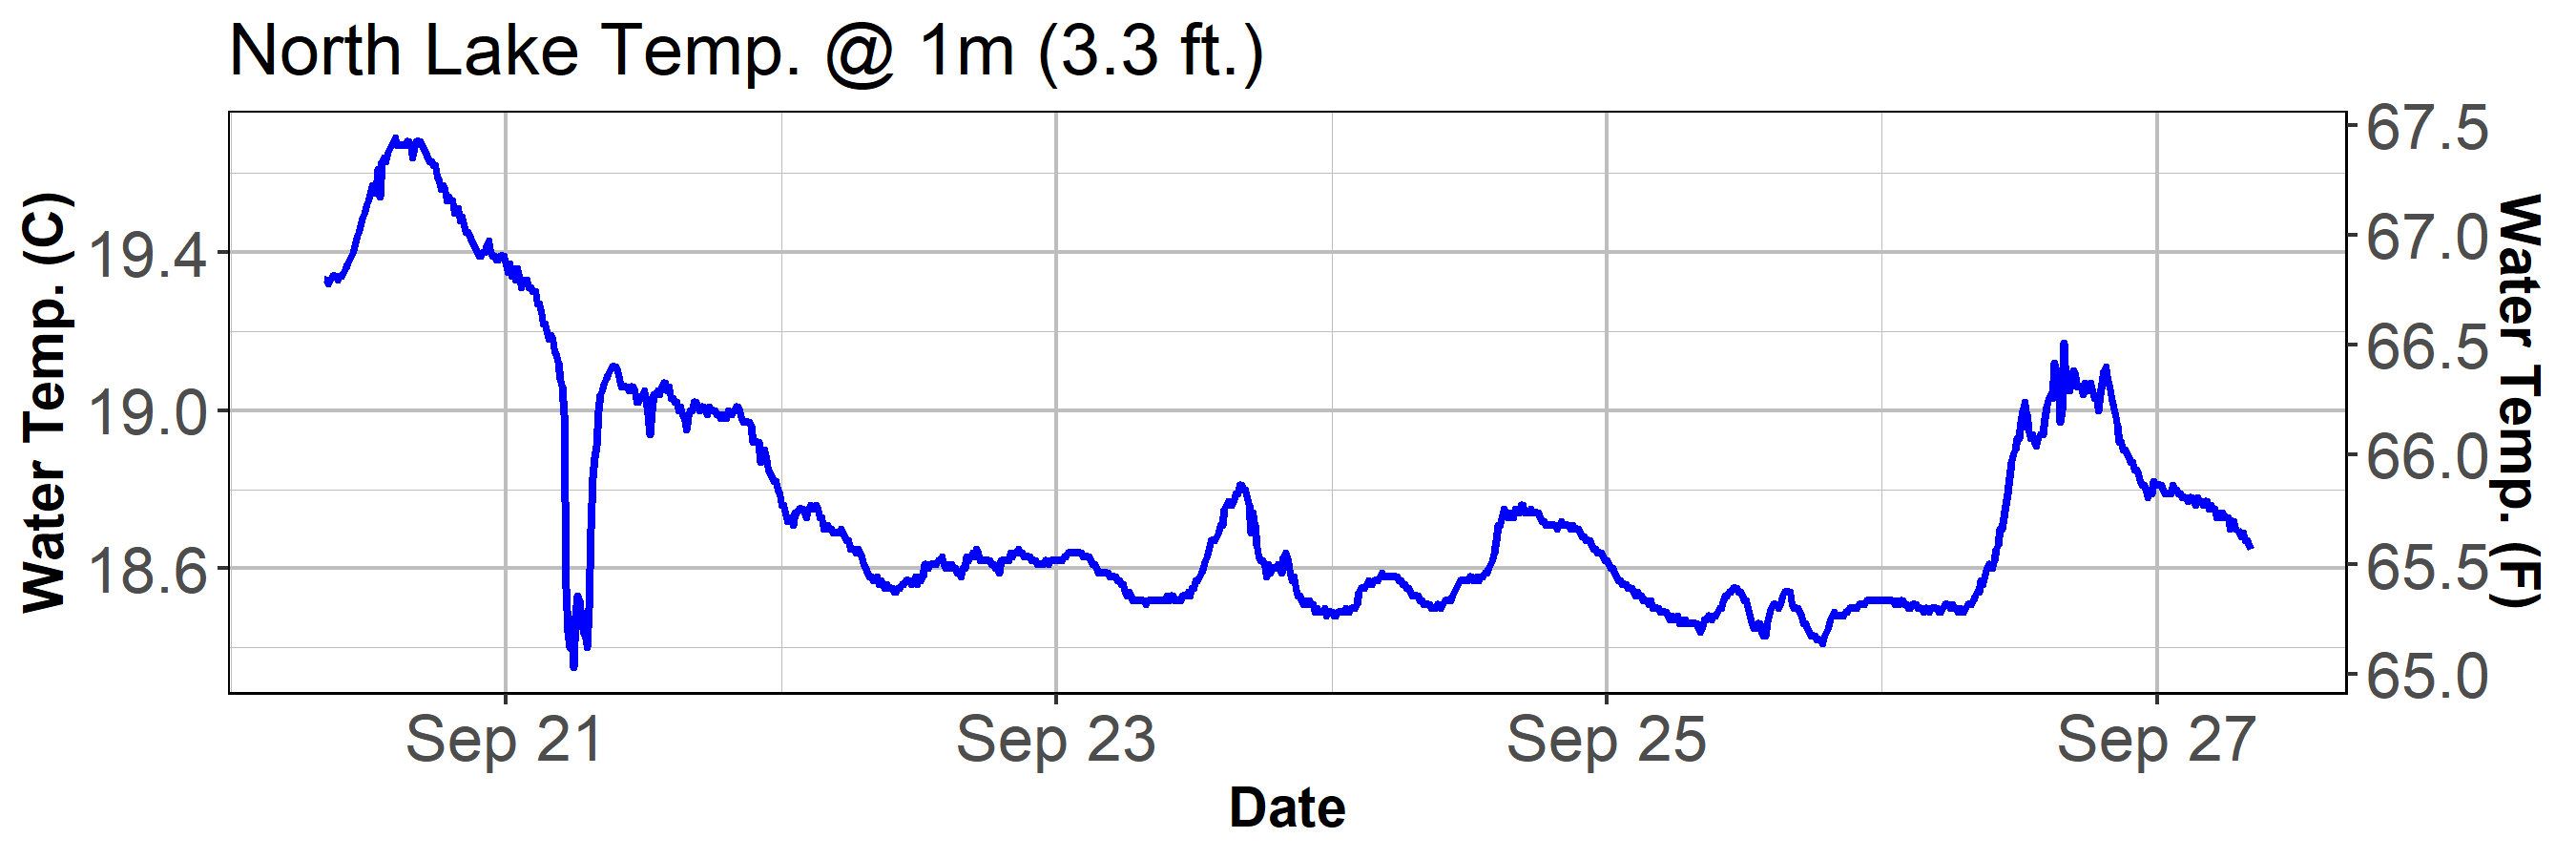 North Lake Temp. @ 1m (3.3 ft.)
Water Temp. (C)
19.4
19.0
18.6
67.5
67.0
66.5
66.0
65.5
65.0
Water Temp. (F)
Sep 21
Sep 23
Sep 25
Sep 27
Date